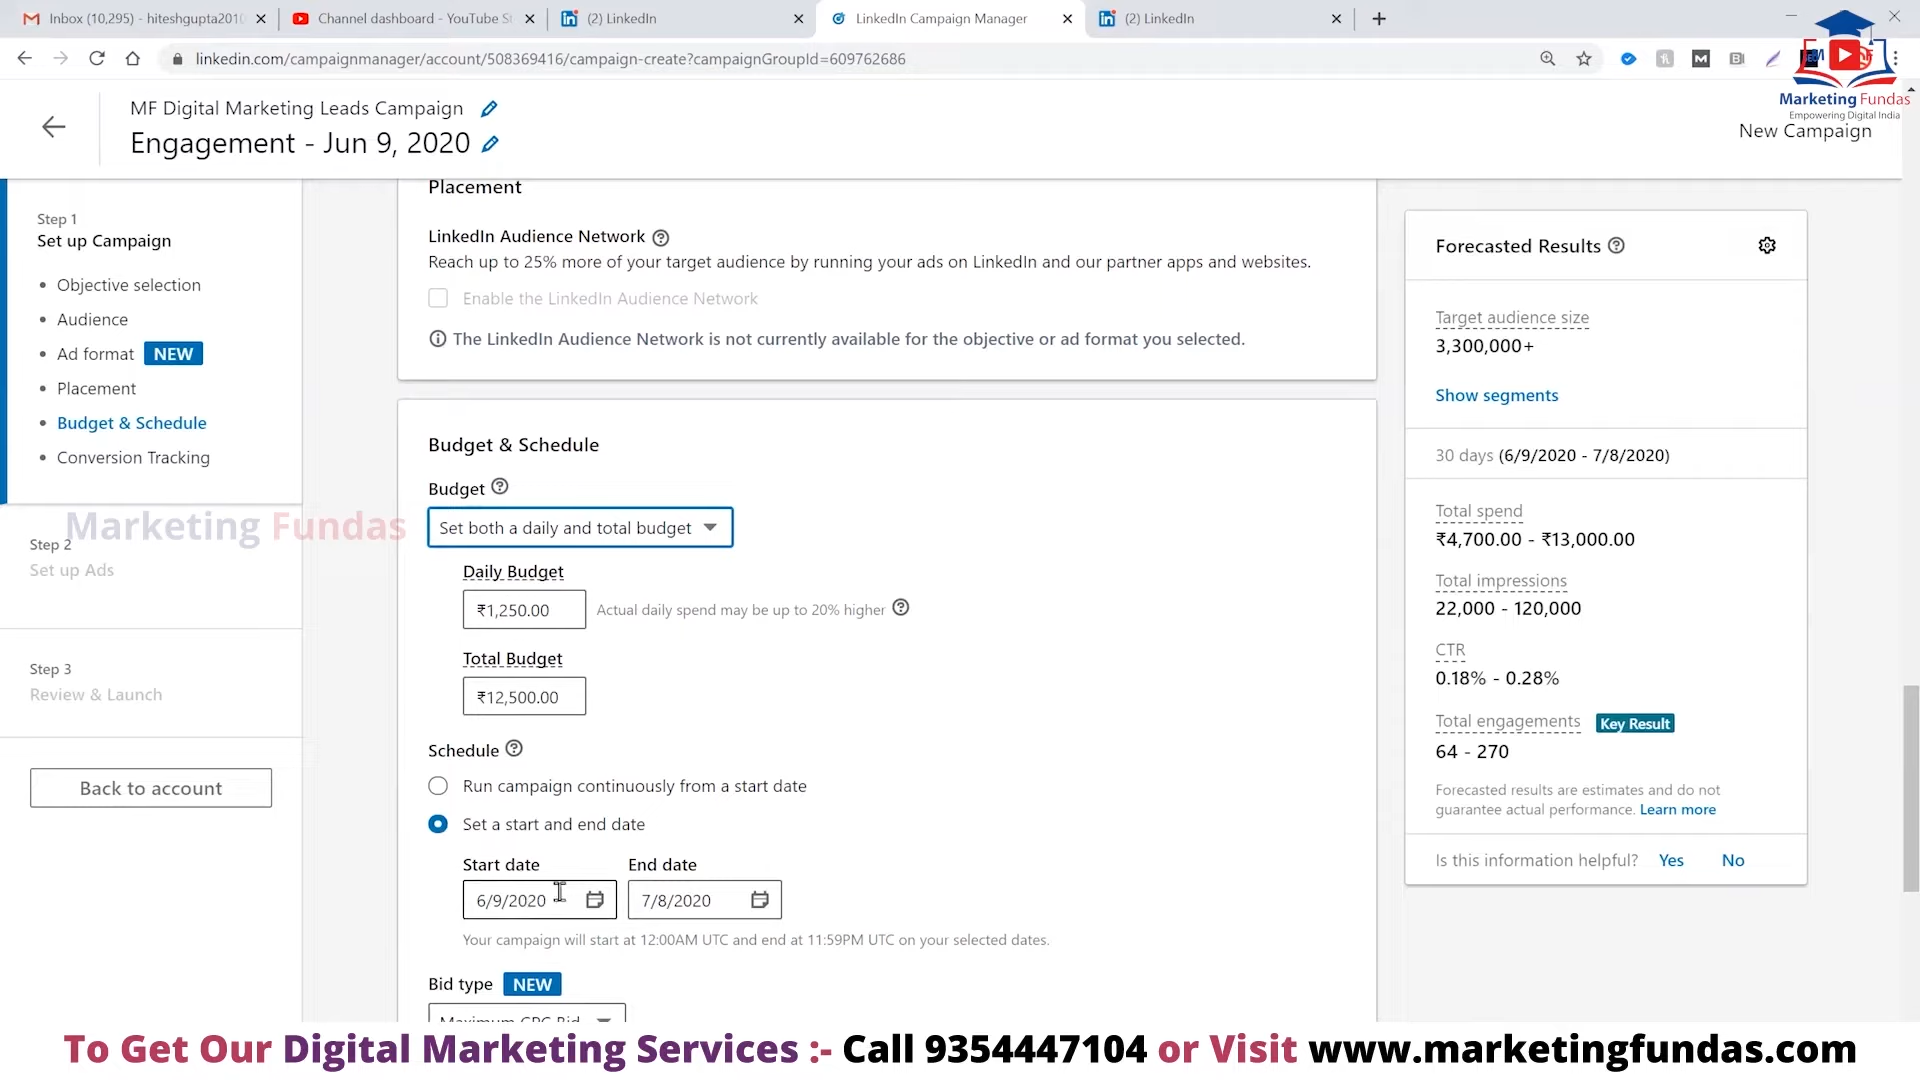 Inbox (10,295) - hiteshgupta201
Channel dashboard - YouTube St
(2) LinkedIn
LinkedIn Campaign Manager
(2) LinkedIn
linkedin.com/campaignmanager/account/508369416/campaign-create?campaignGroupId=609762686
Marketing Fundas
Empowering Digital India
MF Digital Marketing Leads Campaign
Engagement - Jun 9, 2020
New Campaign
Step 1
Set up Campaign
• Objective selection
• Audience
• Ad format NEW
• Placement
• Budget & Schedule
• Conversion Tracking
Marketing Fundas
Step 2
Set up Ads
Step 3
Review & Launch
Back to account
Placement
LinkedIn Audience Network
Reach up to 25% more of your target audience by running your ads on LinkedIn and our partner apps and websites.
Enable the LinkedIn Audience Network
The LinkedIn Audience Network is not currently available for the objective or ad format you selected.
Budget & Schedule
Budget
Set both a daily and total budget
Daily Budget
₹1,250.00 Actual daily spend may be up to 20% higher
Total Budget
₹12,500.00
Schedule
Run campaign continuously from a start date
Set a start and end date
Start date End date
6/9/2020 7/8/2020
Your campaign will start at 12:00AM UTC and end at 11:59PM UTC on your selected dates.
Bid type NEW
Maximum CPC Bid
Forecasted Results
Target audience size
3,300,000+
Show segments
30 days (6/9/2020 - 7/8/2020)
Total spend
₹4,700.00 - ₹13,000.00
Total impressions
22,000 - 120,000
CTR
0.18% - 0.28%
Total engagements Key Result
64 - 270
Forecasted results are estimates and do not
guarantee actual performance. Learn more
Is this information helpful? Yes No
To Get Our Digital Marketing Services :- Call 9354447104 or Visit www.marketingfundas.com